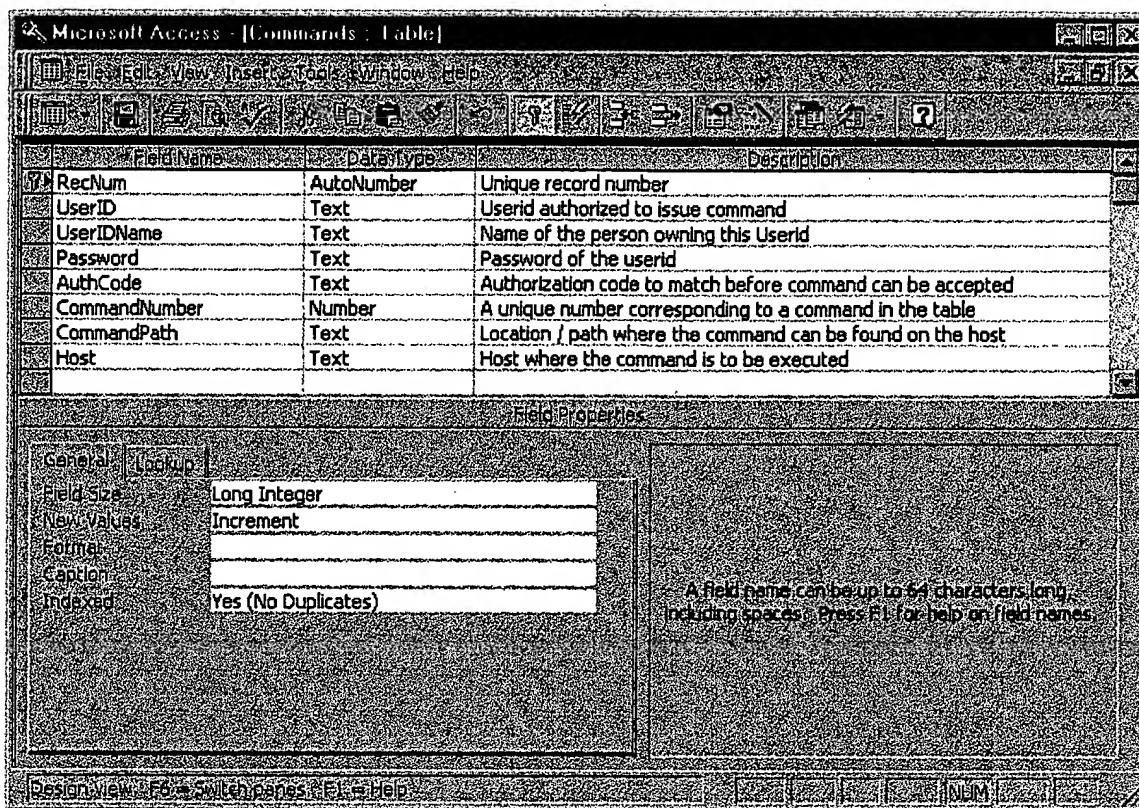 Microsoft Access - [Commands : Table]
File Edit View Insert Tools Window Help
Field Name Data Type Description
RecNum AutoNumber Unique record number
UserID Text Userid authorized to issue command
UserIDName Text Name of the person owning this UserId
Password Text Password of the userid
AuthCode Text Authorization code to match before command can be accepted
CommandNumber Number A unique number corresponding to a command in the table
CommandPath Text Location / path where the command can be found on the host
Host Text Host where the command is to be executed
Field Properties
General Lookup
Field Size Long Integer
New Values Increment
Format
Caption
Indexed Yes (No Duplicates)
A field name can be up to 64 characters long,
including spaces. Press F1 for help on field names.
Design view. F6 = Switch panes. F1 = Help.
NUM